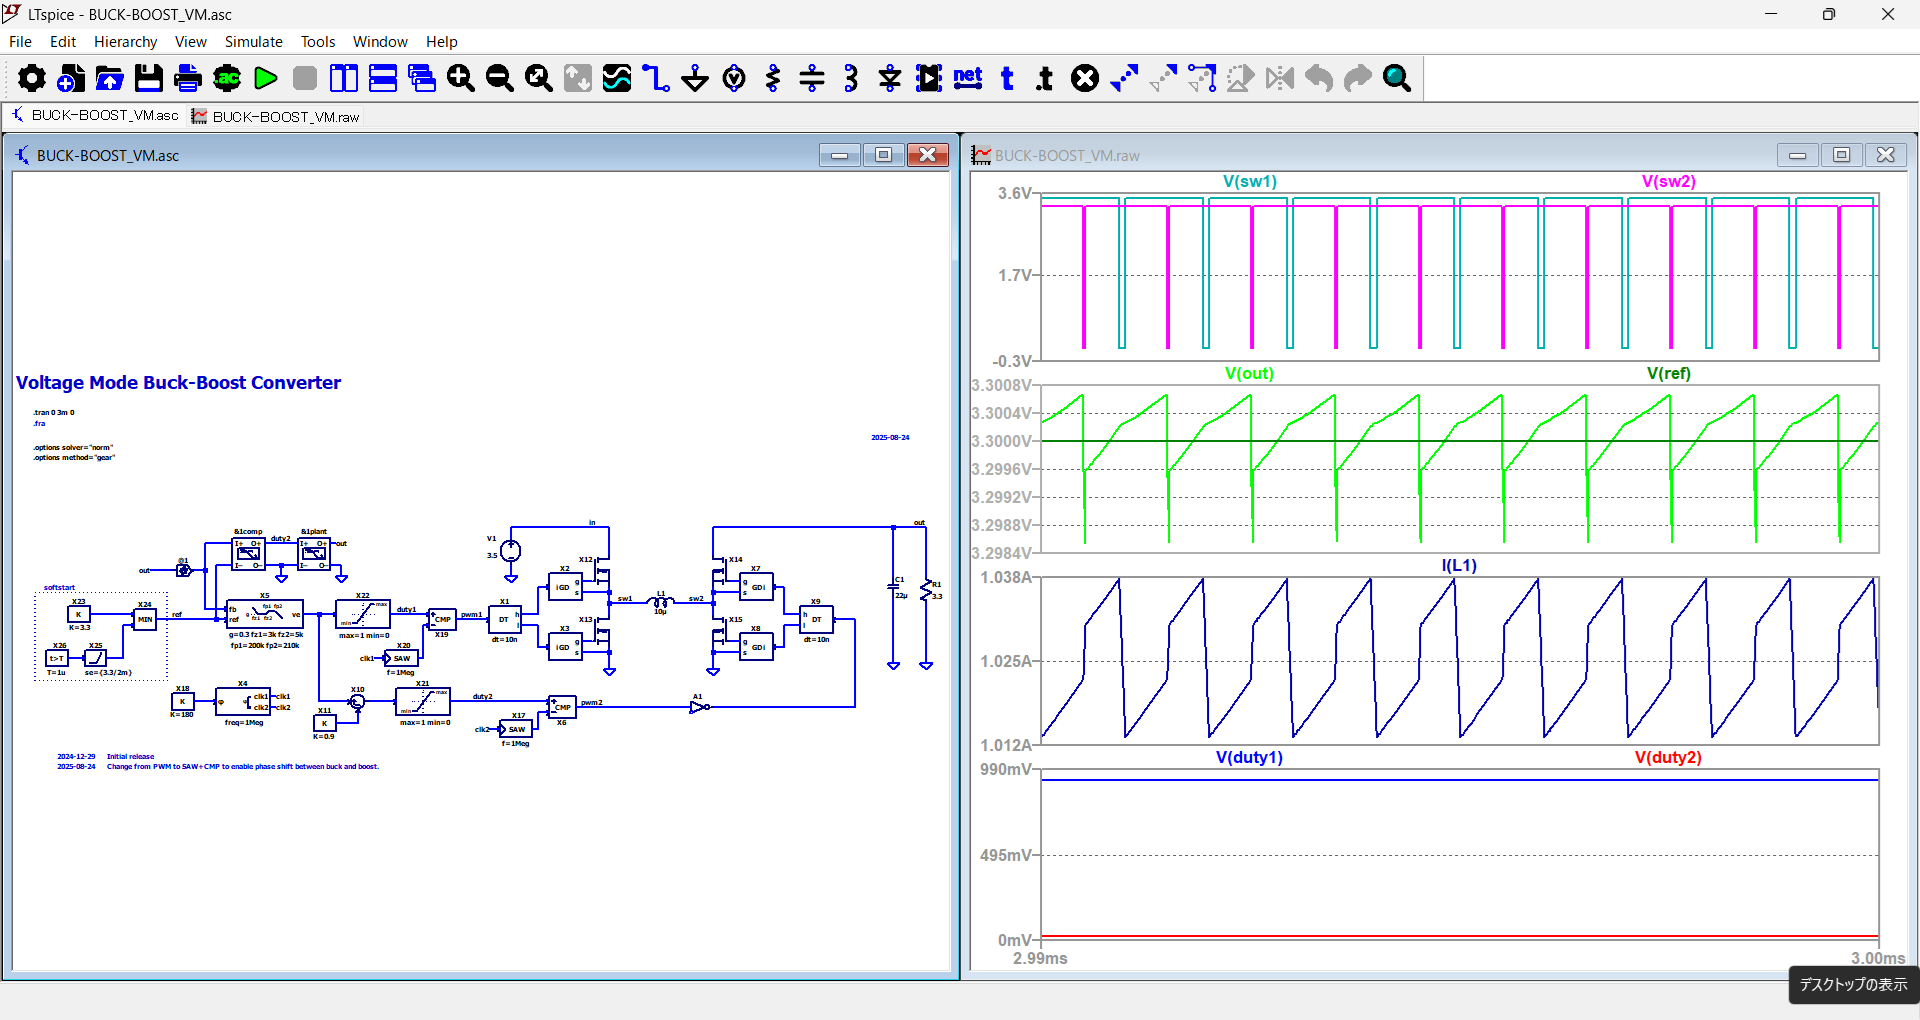 LTspice - BUCK-BOOST_VM.asc
File Edit Hierarchy View Simulate Tools Window Help
.ac net t .t
BUCK-BOOST_VM.asc BUCK-BOOST_VM.raw
BUCK-BOOST_VM.asc
Voltage Mode Buck-Boost Converter
.tran 0 3m 0
.fra
2025-08-24
.options solver="norm"
.options method="gear"
in
out
&1comp &1plant
V1
3.5
I+ O+ duty2 I+ O+ out
I- O- I- O-
out @1
X12 X14
X2 X7
iGD g s
g s GDi
softstart
X23
K
K=3.3
X24
MIN
ref
X26
t>T
T=1u
X25
se={3.3/2m}
X5
fb
ref
g fp1 fp2
fz1 fz2
ve
g=0.3 fz1=3k fz2=5k
fp1=200k fp2=210k
X22
max
min
max=1 min=0
duty1
CMP
X19
pwm1
X20
clk1 SAW
f=1Meg
X1
DT
h
l
dt=10n
X13
X3
iGD g s
sw1
L1
10µ
sw2
X15
X8
g s GDi
X9
h
l
DT
dt=10n
C1
22µ
R1
3.3
X18
K
K=180
X4
φ clk1 clk1
φ clk2 clk2
freq=1Meg
X10
X11
K
K=0.9
X21
max
min
max=1 min=0
duty2
X17
clk2 SAW
f=1Meg
CMP
X6
pwm2
A1
2024-12-29 Initial release
2025-08-24 Change from PWM to SAW+CMP to enable phase shift between buck and boost.
BUCK-BOOST_VM.raw
V(sw1) V(sw2)
3.6V
1.7V
-0.3V
V(out) V(ref)
3.3008V
3.3004V
3.3000V
3.2996V
3.2992V
3.2988V
3.2984V
I(L1)
1.038A
1.025A
1.012A
V(duty1) V(duty2)
990mV
495mV
0mV
2.99ms 3.00ms
デスクトップの表示